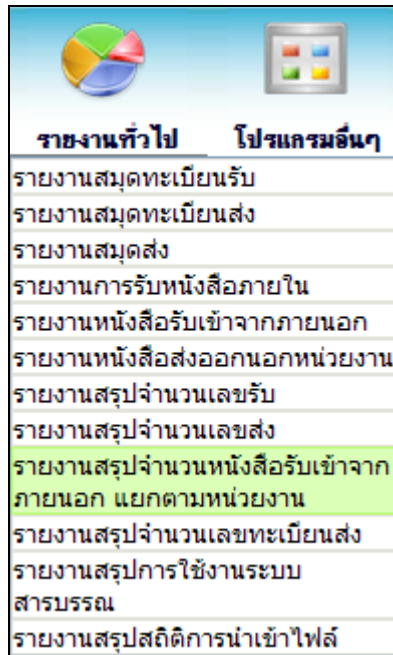 รายงานทั่วไป โปรแกรมอื่นๆ
รายงานสมุดทะเบียนรับ
รายงานสมุดทะเบียนส่ง
รายงานสมุดส่ง
รายงานการรับหนังสือภายใน
รายงานหนังสือรับเข้าจากภายนอก
รายงานหนังสือส่งออกนอกหน่วยงาน
รายงานสรุปจำนวนเลขรับ
รายงานสรุปจำนวนเลขส่ง
รายงานสรุปจำนวนหนังสือรับเข้าจาก
ภายนอก แยกตามหน่วยงาน
รายงานสรุปจำนวนเลขทะเบียนส่ง
รายงานสรุปการใช้งานระบบ
สารบรรณ
รายงานสรุปสถิติการนำเข้าไฟล์